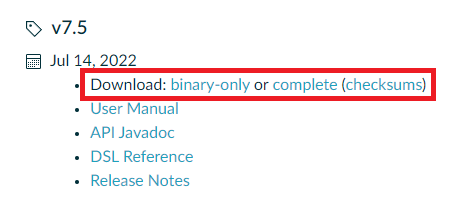 v7.5
Jul 14, 2022
Download: binary-only or complete (checksums)
User Manual
API Javadoc
DSL Reference
Release Notes